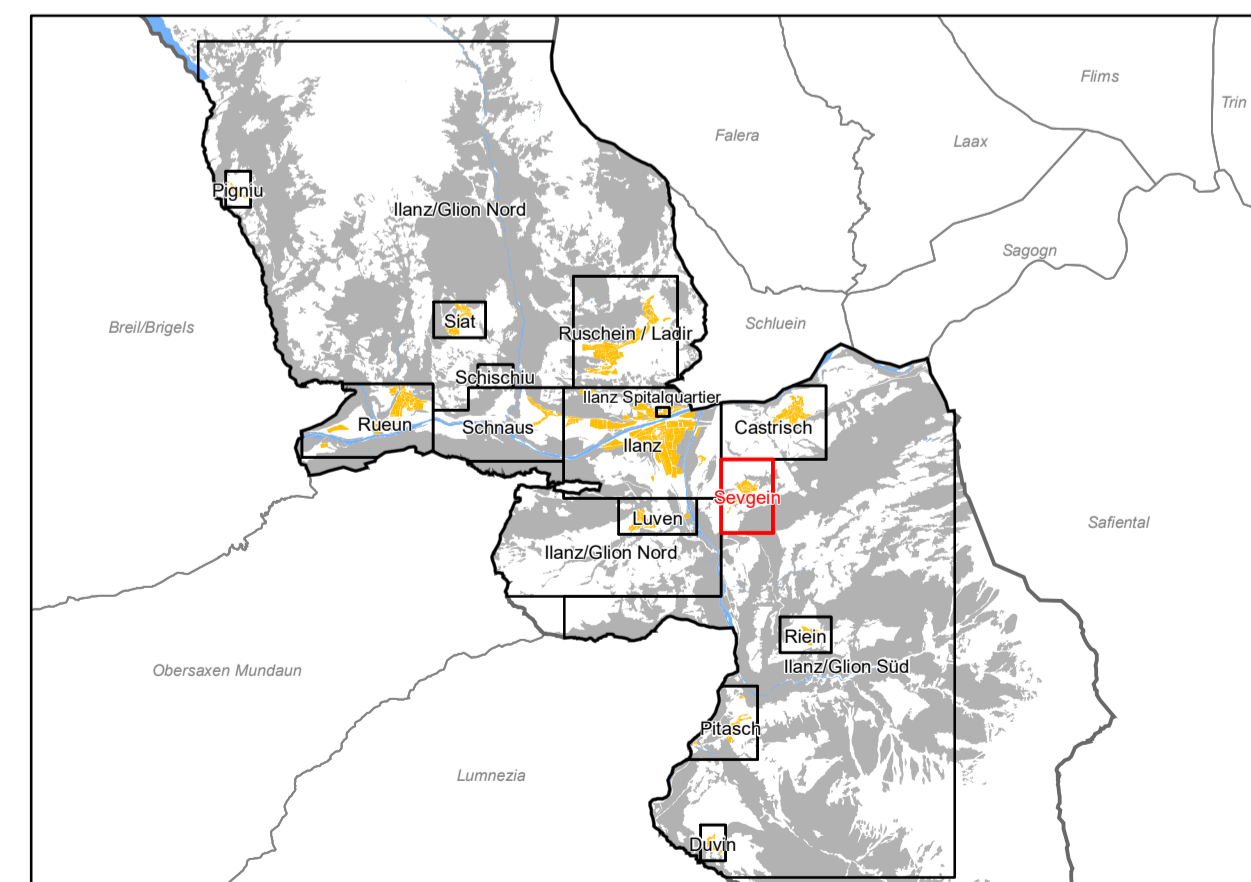 Flims
Trin
Falera
Laax
Pigniu
Ilanz/Glion Nord
Sagogn
Breil/Brigels
Siat
Ruschein / Ladir
Schluein
Schischiu
Ilanz Spitalquartier
Rueun
Schnaus
Ilanz
Castrisch
Sevgein
Luven
Safiental
Ilanz/Glion Nord
Riein
Ilanz/Glion Süd
Obersaxen Mundaun
Pitasch
Lumnezia
Duvin